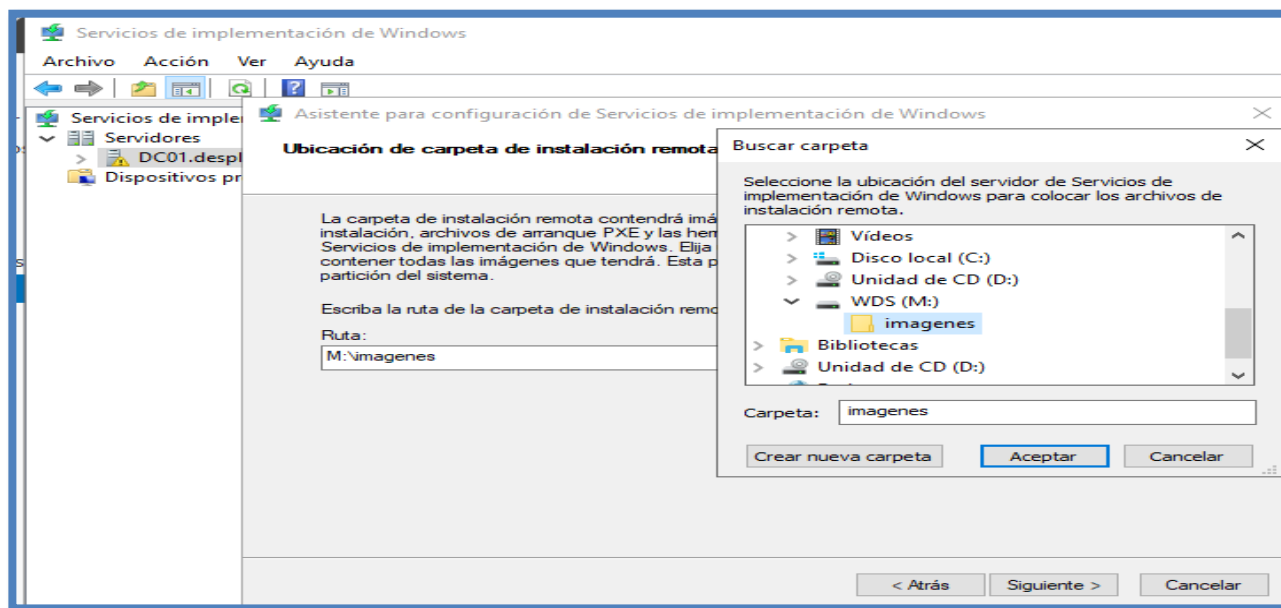 Servicios de implementación de Windows
Archivo Acción Ver Ayuda
Servicios de imple
Servidores
DC01.despl
Dispositivos pr
Asistente para configuración de Servicios de implementación de Windows
Ubicación de carpeta de instalación remota
La carpeta de instalación remota contendrá imá
instalación, archivos de arranque PXE y las her
Servicios de implementación de Windows. Elija
contener todas las imágenes que tendrá. Esta p
partición del sistema.
Escriba la ruta de la carpeta de instalación remo
Ruta:
M:\imagenes
Buscar carpeta
Seleccione la ubicación del servidor de Servicios de
implementación de Windows para colocar los archivos de
instalación remota.
Vídeos
Disco local (C:)
Unidad de CD (D:)
WDS (M:)
imagenes
Bibliotecas
Unidad de CD (D:)
Carpeta: imagenes
Crear nueva carpeta Aceptar Cancelar
< Atrás Siguiente > Cancelar